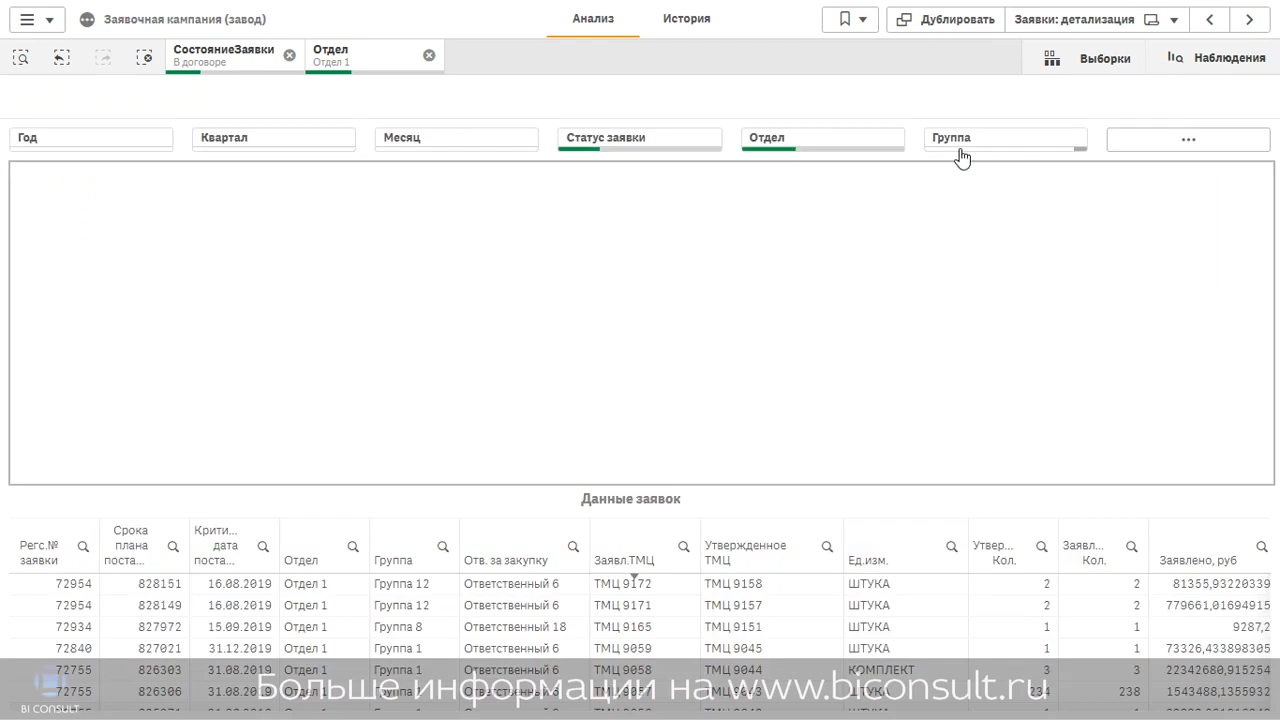 Заявочная кампания (завод)
Анализ
История
Дублировать
Заявки: детализация
СостояниеЗаявки
В договоре
Отдел
Отдел 1
Выборки
Наблюдения
Год
Квартал
Месяц
Статус заявки
Отдел
Группа
...
Данные заявок
Регс.№ заявки
Срока плана поста...
Крити... дата поста...
Отдел
Группа
Отв. за закупку
Заявл.ТМЦ
Утвержденное ТМЦ
Ед.изм.
Утвер... Кол.
Заявл... Кол.
Заявлено, руб
72954 828151 16.08.2019 Отдел 1 Группа 12 Ответственный 6 ТМЦ 9172 ТМЦ 9158 ШТУКА 2 2 81355,93220339
72954 828149 16.08.2019 Отдел 1 Группа 12 Ответственный 6 ТМЦ 9171 ТМЦ 9157 ШТУКА 2 2 779661,01694915
72934 827972 15.09.2019 Отдел 1 Группа 8 Ответственный 18 ТМЦ 9165 ТМЦ 9151 ШТУКА 1 1 9287,2
72840 827021 31.12.2019 Отдел 1 Группа 1 Ответственный 6 ТМЦ 9059 ТМЦ 9045 ШТУКА 1 1 73326,433898305
72755 826303 31.08.2019 Отдел 1 Группа 1 Ответственный 6 ТМЦ 9058 ТМЦ 9044 КОМПЛЕКТ 3 3 22342680,915254
72755 826306 238 1543488,1355932
Больше информации на www.biconsult.ru
BI CONSULT